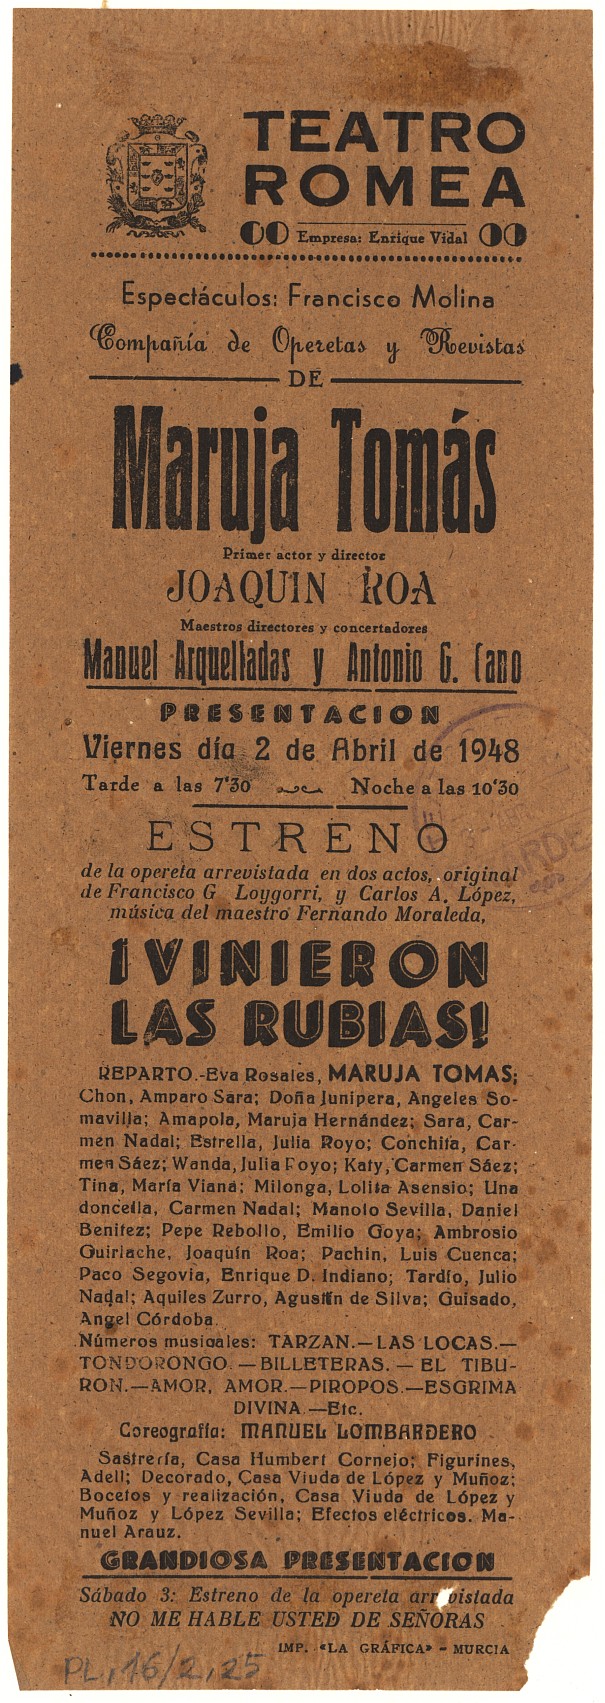 TEATRO
ROMEA
Empresa: Enrique Vidal
Espectáculos: Francisco Molina
Compañía de Operetas y Revistas
DE
Maruja Tomás
Primer actor y director
JOAQUIN ROA
Maestros directores y concertadores
Manuel Arquelladas y Antonio G. Cano
PRESENTACION
Viernes día 2 de Abril de 1948
Tarde a las 7'30 Noche a las 10'30
ESTRENO
de la opereta arrevistada en dos actos, original
de Francisco G Loygorri, y Carlos A. López,
música del maestro Fernando Moraleda,
¡VINIERON
LAS RUBIAS!
REPARTO.-Eva Rosales, MARUJA TOMAS;
Chon, Amparo Sara; Doña Junipera, Angeles So-
mavilla; Amapola, Maruja Hernández; Sara, Car-
men Nadal; Estrella, Julia Royo; Conchita, Car-
men Sáez; Wanda, Julia Foyo; Katy, Carmen Sáez;
Tina, María Viana; Milonga, Lolita Asensio; Una
doncella, Carmen Nadal; Manolo Sevilla, Daniel
Benitez; Pepe Rebollo, Emilio Goya; Ambrosio
Guirlache, Joaquín Roa; Pachin, Luis Cuenca;
Paco Segovia, Enrique D. Indiano; Tardío, Julio
Nadal; Aquiles Zurro, Agustín de Silva; Guisado,
Angel Córdoba.
Números musicales: TARZAN.—LAS LOCAS.—
TONDORONGO.—BILLETERAS.—EL TIBU-
RON.—AMOR, AMOR.—PIROPOS.—ESGRIMA
DIVINA.—Etc.
Coreografía: MANUEL LOMBARDERO
Sastrería, Casa Humbert Cornejo; Figurines,
Adell; Decorado, Casa Viuda de López y Muñoz;
Bocetos y realización, Casa Viuda de López y
Muñoz y López Sevilla; Efectos eléctricos. Ma-
nuel Arauz.
GRANDIOSA PRESENTACION
Sábado 3: Estreno de la opereta arrevistada
NO ME HABLE USTED DE SEÑORAS
IMP. «LA GRÁFICA» - MURCIA
PL, 16/2, 25